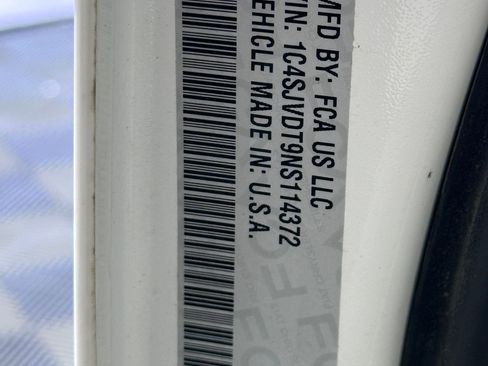 MFD BY: FCA US LLC
VIN: 1C4SJVDT9NS114372
VEHICLE MADE IN: U.S.A.